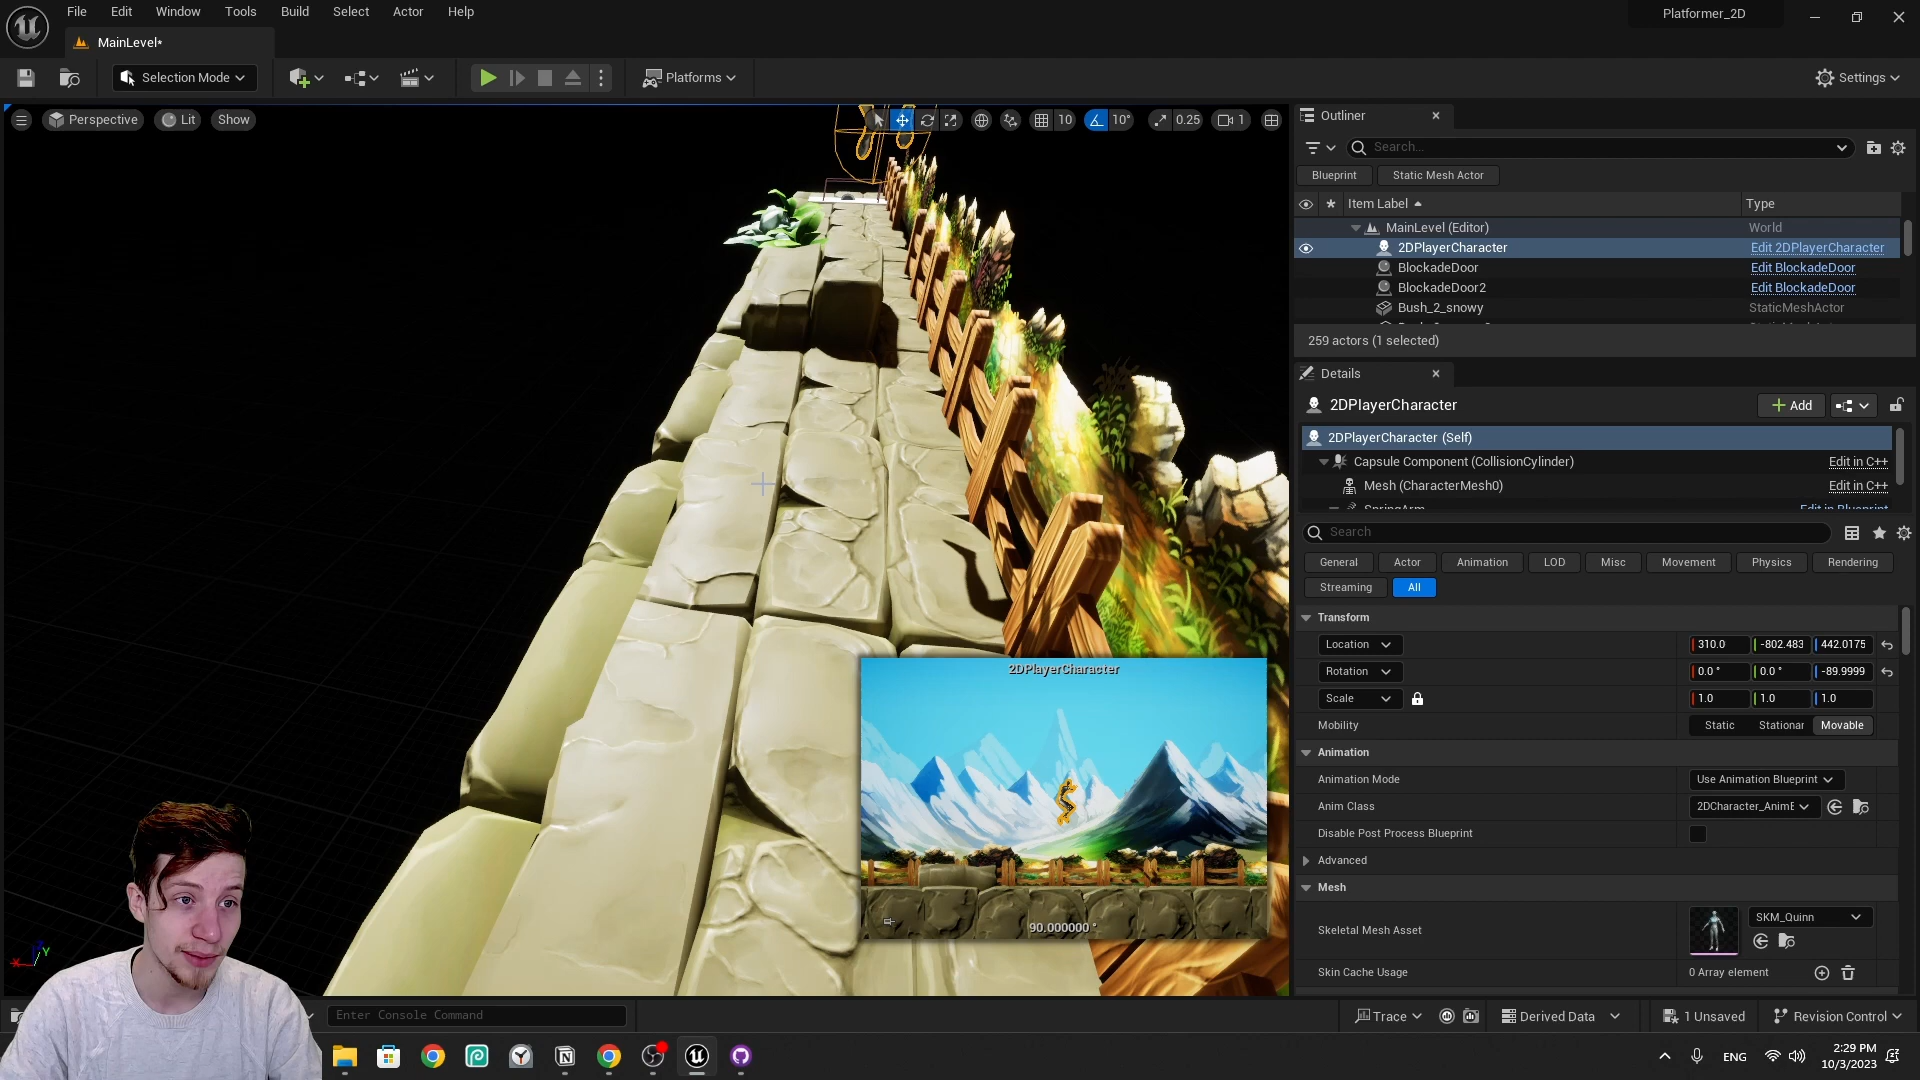 File Edit Window Tools Build Select Actor Help
Platformer_2D
MainLevel*
Selection Mode
Platforms
Settings
Perspective Lit Show
10 10° 0.25 1
Outliner
Search...
Blueprint Static Mesh Actor
Item Label Type
MainLevel (Editor) World
2DPlayerCharacter Edit 2DPlayerCharacter
BlockadeDoor Edit BlockadeDoor
BlockadeDoor2 Edit BlockadeDoor
Bush_2_snowy StaticMeshActor
259 actors (1 selected)
Details
2DPlayerCharacter
Add
2DPlayerCharacter (Self)
Capsule Component (CollisionCylinder) Edit in C++
Mesh (CharacterMesh0) Edit in C++
SpringArm Edit in Blueprint
Search
General Actor Animation LOD Misc Movement Physics Rendering
Streaming All
Transform
Location 310.0 -802.483 442.0175
Rotation 0.0 ° 0.0 ° -89.9999
Scale 1.0 1.0 1.0
Mobility Static Stationar Movable
Animation
Animation Mode Use Animation Blueprint
Anim Class 2DCharacter_AnimE
Disable Post Process Blueprint
Advanced
Mesh
Skeletal Mesh Asset SKM_Quinn
Skin Cache Usage 0 Array element
2DPlayerCharacter
90.000000 °
Enter Console Command
Trace Derived Data 1 Unsaved Revision Control
ENG
2:29 PM
10/3/2023